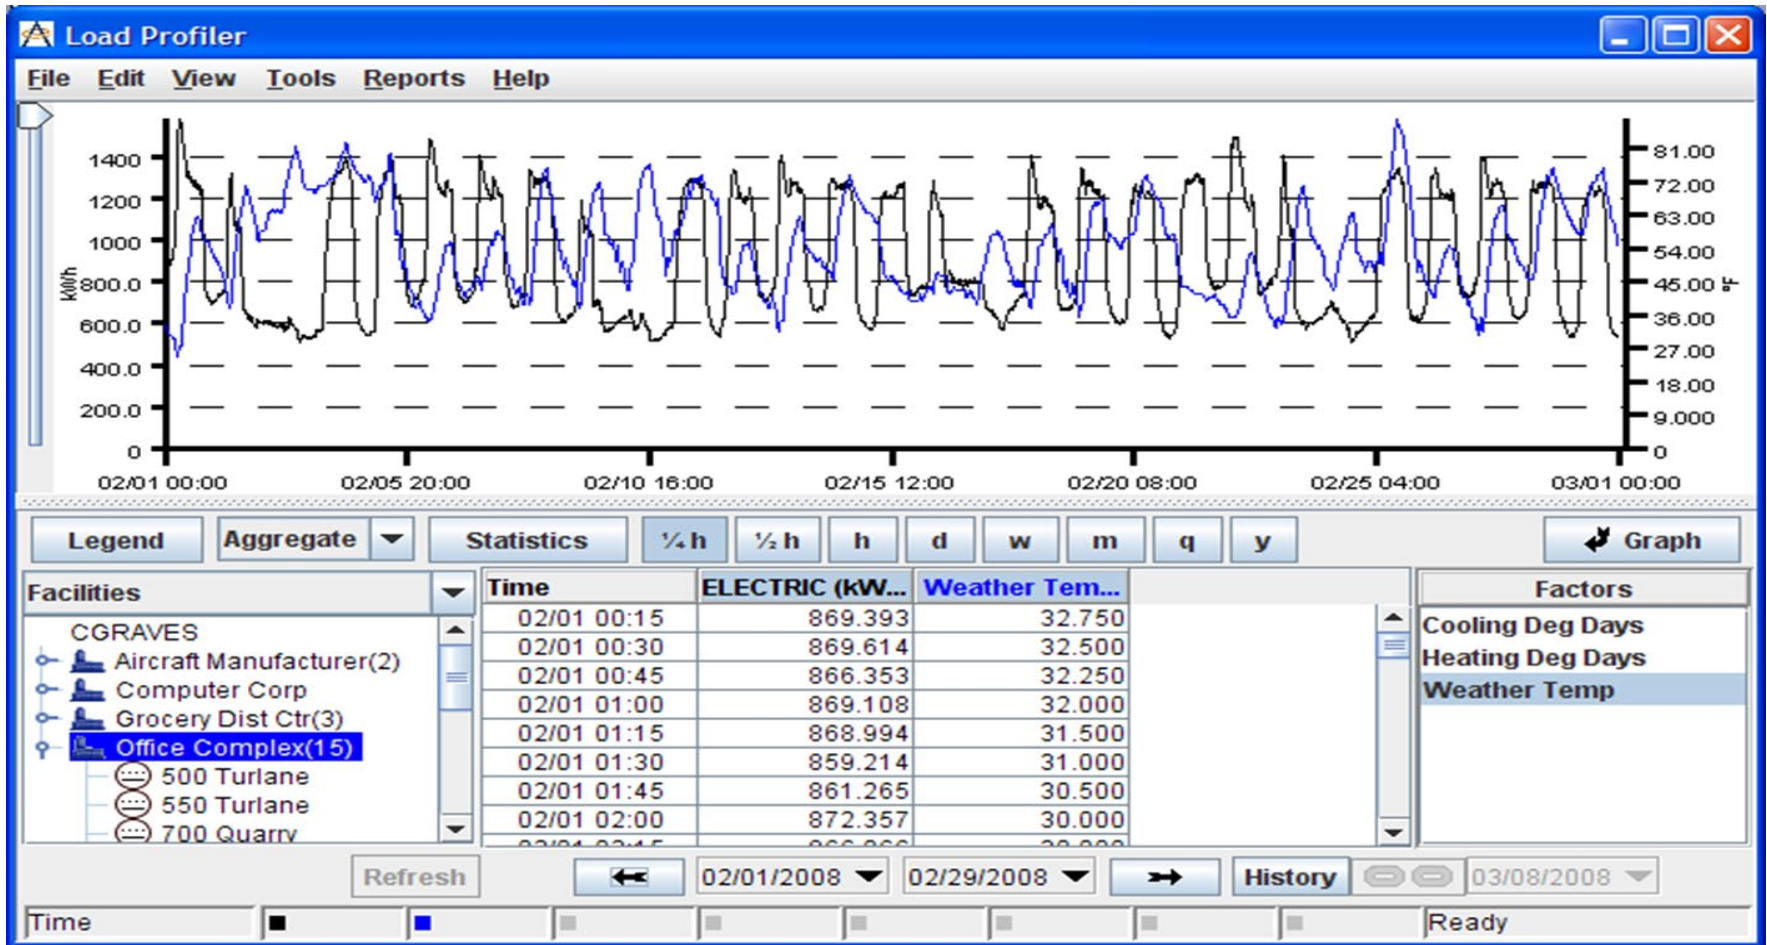 Load Profiler
File Edit View Tools Reports Help
1400
1200
1000
800.0
600.0
400.0
200.0
0
kW/h
81.00
72.00
63.00
54.00
45.00
36.00
27.00
18.00
9.000
0
°F
02/01 00:00 02/05 20:00 02/10 16:00 02/15 12:00 02/20 08:00 02/25 04:00 03/01 00:00
Legend Aggregate Statistics ¼ h ½ h h d w m q y Graph
Facilities
CGRAVES
Aircraft Manufacturer(2)
Computer Corp
Grocery Dist Ctr(3)
Office Complex(15)
500 Turlane
550 Turlane
700 Quarry
Time ELECTRIC (kW... Weather Tem...
02/01 00:15 869.393 32.750
02/01 00:30 869.614 32.500
02/01 00:45 866.353 32.250
02/01 01:00 869.108 32.000
02/01 01:15 868.994 31.500
02/01 01:30 859.214 31.000
02/01 01:45 861.265 30.500
02/01 02:00 872.357 30.000
Factors
Cooling Deg Days
Heating Deg Days
Weather Temp
Refresh 02/01/2008 02/29/2008 History 03/08/2008
Time Ready